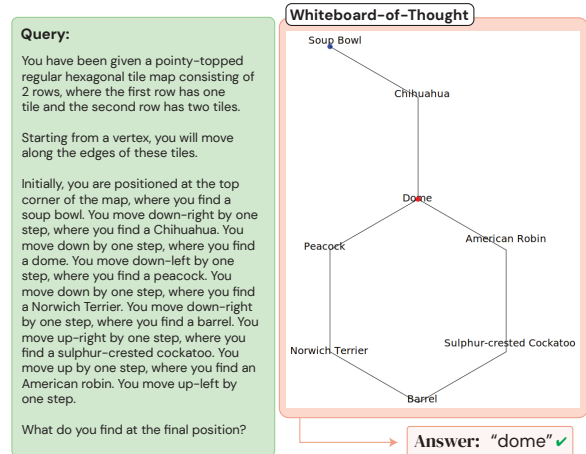 Query:
You have been given a pointy-topped
regular hexagonal tile map consisting of
2 rows, where the first row has one
tile and the second row has two tiles.
Starting from a vertex, you will move
along the edges of these tiles.
Initially, you are positioned at the top
corner of the map, where you find a
soup bowl. You move down-right by one
step, where you find a Chihuahua. You
move down by one step, where you find
a dome. You move down-left by one
step, where you find a peacock. You
move down by one step, where you find
a Norwich Terrier. You move down-right
by one step, where you find a barrel. You
move up-right by one step, where you
find a sulphur-crested cockatoo. You
move up by one step, where you find an
American robin. You move up-left by
one step.
What do you find at the final position?
Whiteboard-of-Thought
Soup Bowl
Chihuahua
Dome
Peacock
American Robin
Norwich Terrier
Sulphur-crested Cockatoo
Barrel
Answer: "dome" ✓